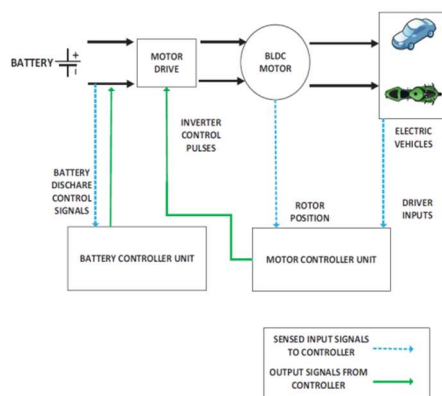 BATTERY
+
-
MOTOR
DRIVE
BLDC
MOTOR
ELECTRIC
VEHICLES
INVERTER
CONTROL
PULSES
BATTERY
DISCHARE
CONTROL
SIGNALS
ROTOR
POSITION
DRIVER
INPUTS
BATTERY CONTROLLER UNIT
MOTOR CONTROLLER UNIT
SENSED INPUT SIGNALS
TO CONTROLLER
OUTPUT SIGNALS FROM
CONTROLLER